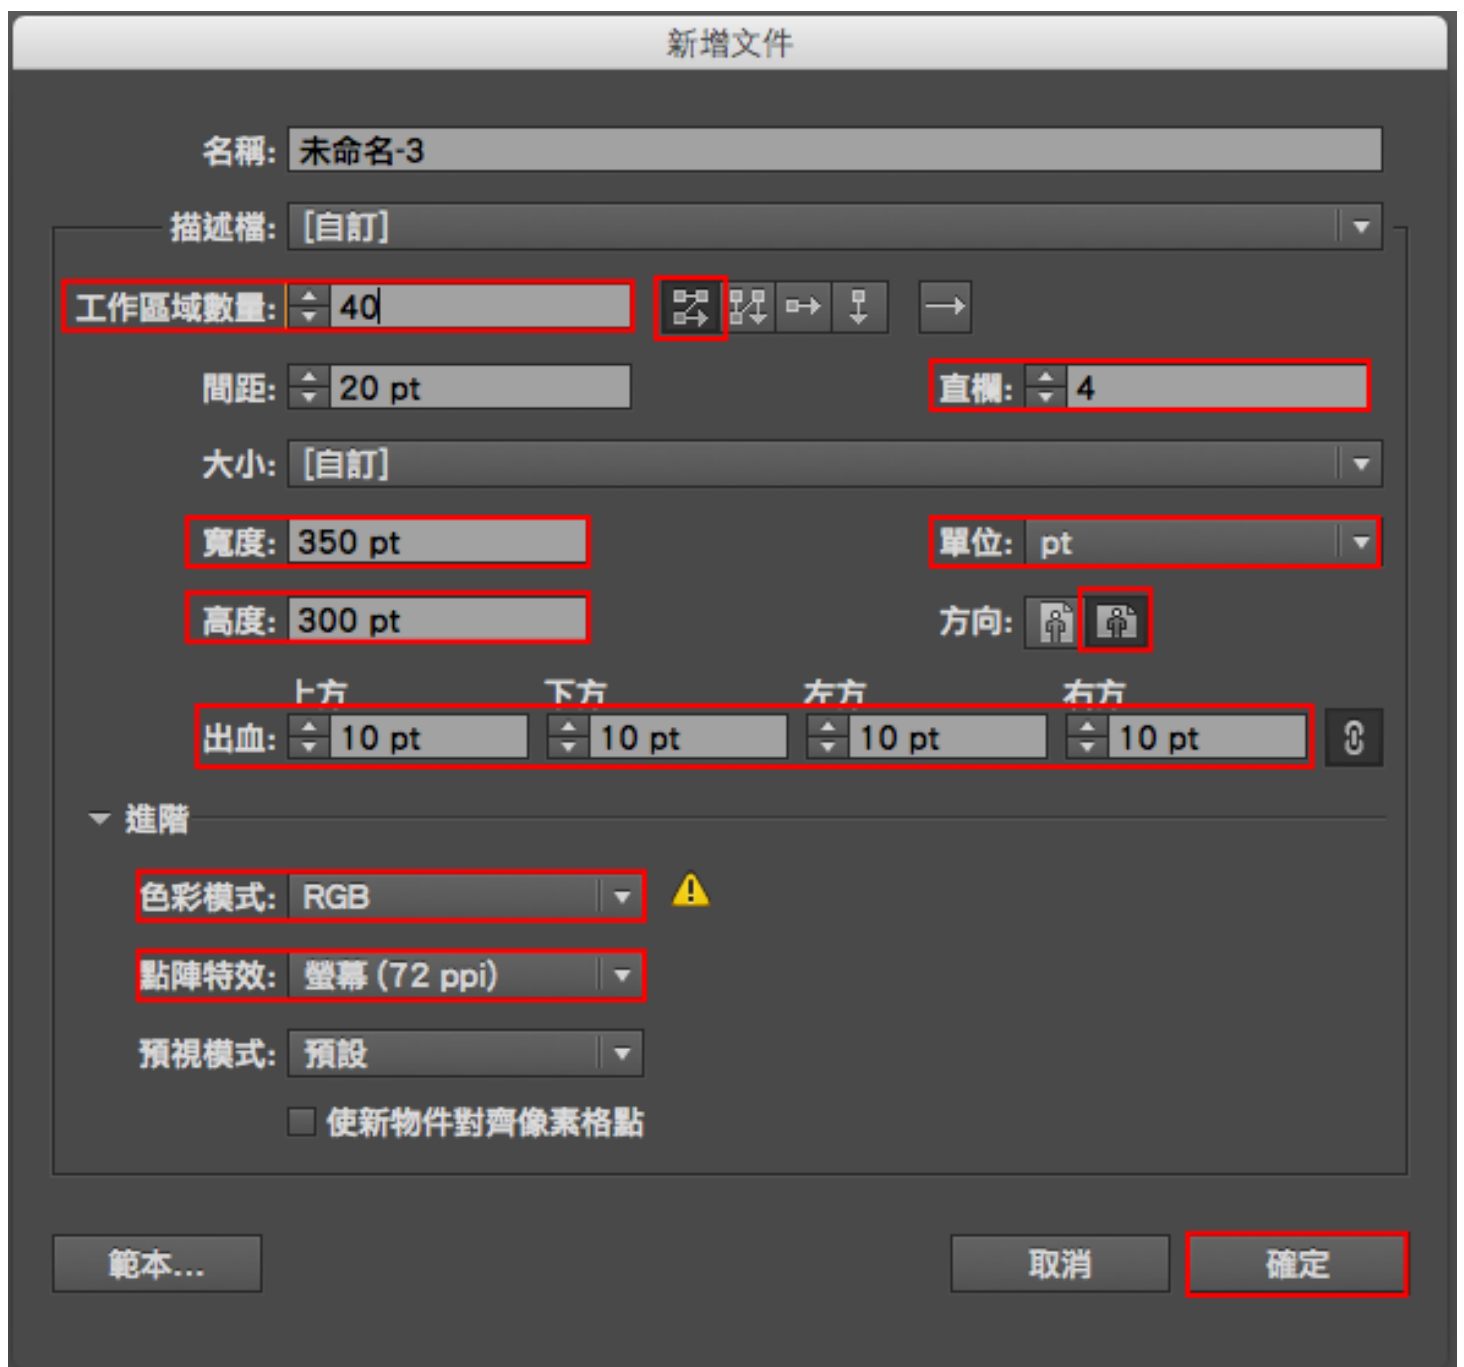 新增文件
名稱: 未命名-3
描述檔: [自訂]
工作區域數量: 40
間距: 20 pt 直欄: 4
大小: [自訂]
寬度: 350 pt 單位: pt
高度: 300 pt 方向:
上方 下方 左方 右方
出血: 10 pt 10 pt 10 pt 10 pt
進階
色彩模式: RGB
點陣特效: 螢幕 (72 ppi)
預視模式: 預設
使新物件對齊像素格點
範本... 取消 確定